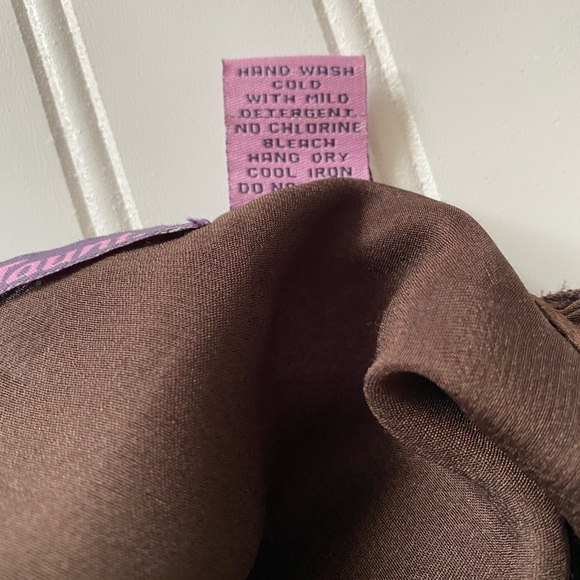 HAND WASH
COLD
WITH MILD
DETERGENT
NO CHLORINE
BLEACH
HANG DRY
COOL IRON
DO